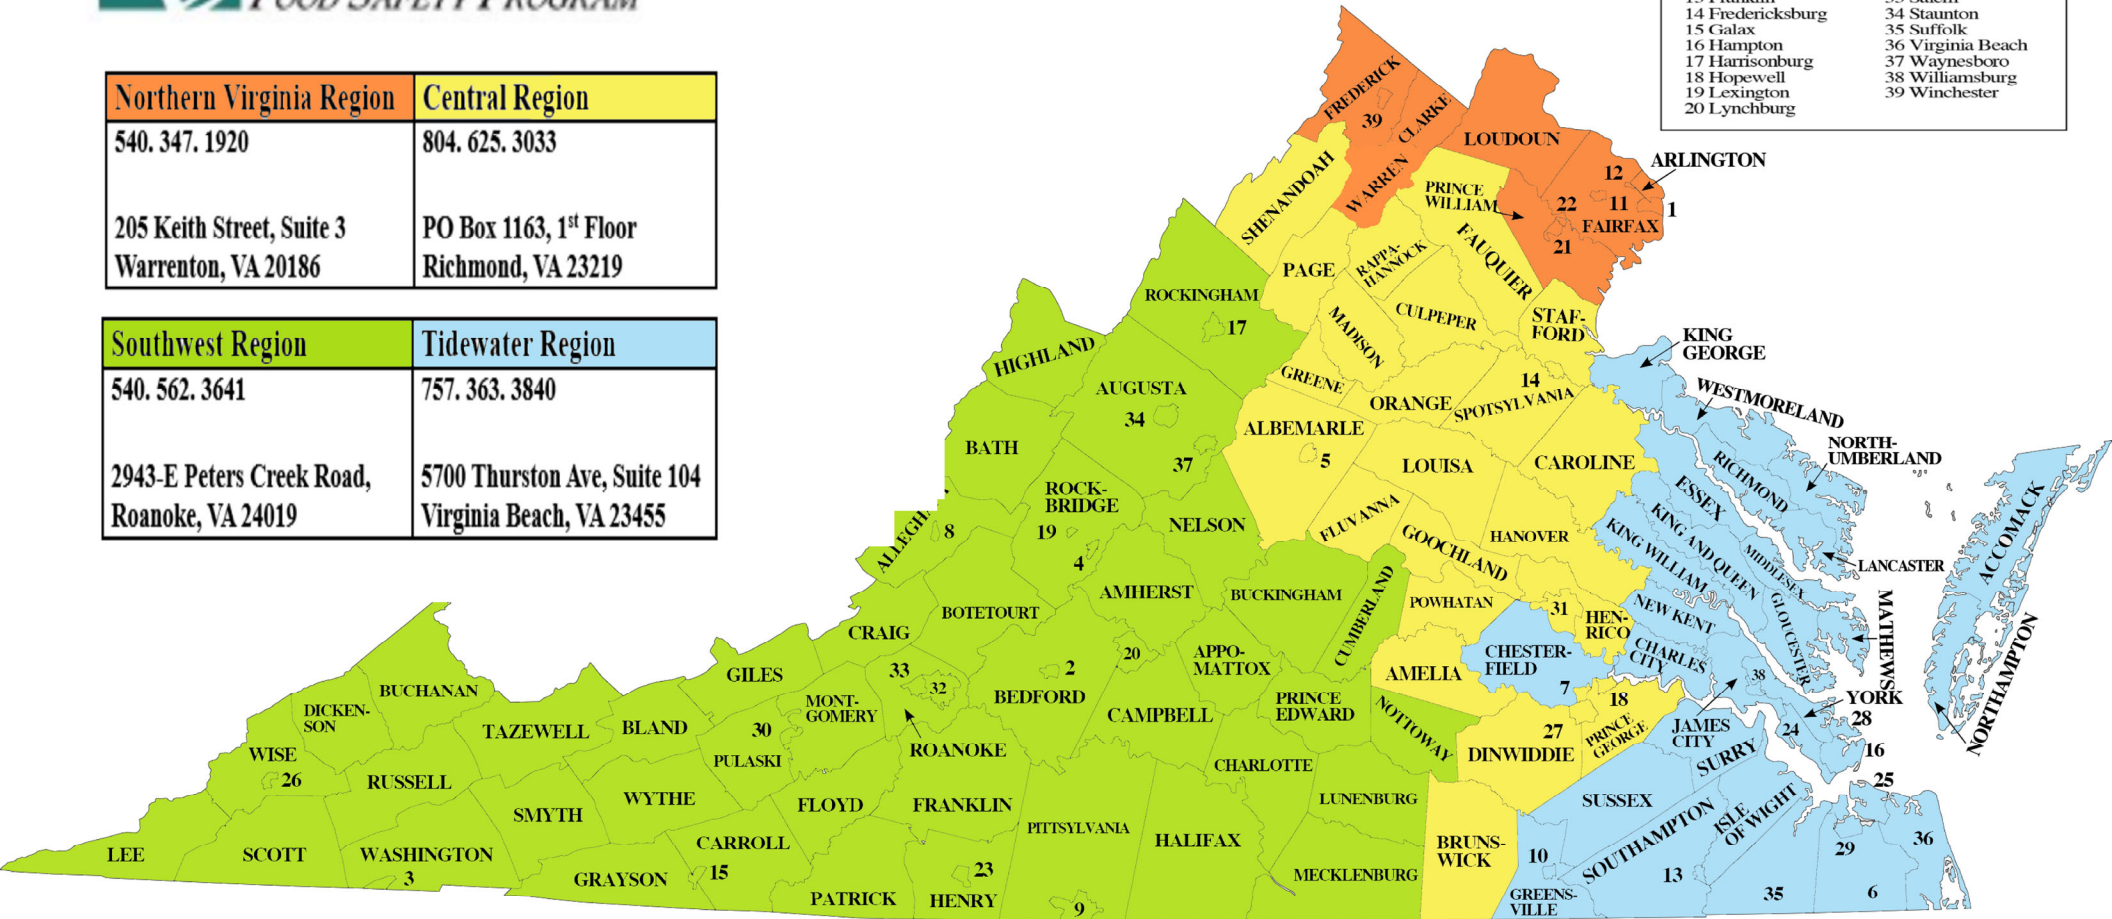 FOOD SAFETY PROGRAM
Northern Virginia Region
Central Region
540. 347. 1920
804. 625. 3033
205 Keith Street, Suite 3
Warrenton, VA 20186
PO Box 1163, 1st Floor
Richmond, VA 23219
Southwest Region
Tidewater Region
540. 562. 3641
757. 363. 3840
2943-E Peters Creek Road,
Roanoke, VA 24019
5700 Thurston Ave, Suite 104
Virginia Beach, VA 23455
14 Fredericksburg
15 Galax
16 Hampton
17 Harrisonburg
18 Hopewell
19 Lexington
20 Lynchburg
34 Staunton
35 Suffolk
36 Virginia Beach
37 Waynesboro
38 Williamsburg
39 Winchester
FREDERICK
39
CLARKE
LOUDOUN
ARLINGTON
12
SHENANDOAH
WARREN
PRINCE
WILLIAM
22
11
1
FAIRFAX
21
PAGE
RAPPA-
HANNOCK
FAUQUIER
ROCKINGHAM
17
MADISON
CULPEPER
STAF-
FORD
KING
GEORGE
HIGHLAND
AUGUSTA
34
GREENE
ORANGE
14
SPOTSYLVANIA
WESTMORELAND
BATH
37
ALBEMARLE
5
LOUISA
CAROLINE
RICHMOND
NORTH-
UMBERLAND
ROCK-
BRIDGE
NELSON
FLUVANNA
GOOCHLAND
HANOVER
ESSEX
KING AND QUEEN
KING WILLIAM
MIDDLESEX
LANCASTER
ACCOMACK
8
19
4
AMHERST
BUCKINGHAM
CUMBERLAND
POWHATAN
31
HEN-
RICO
NEW KENT
GLOUCESTER
MATHEWS
BOTETOURT
CRAIG
33
32
2
BEDFORD
20
APPO-
MATTOX
AMELIA
CHESTER-
FIELD
7
CHARLES
CITY
38
NORTHAMPTON
GILES
BUCHANAN
DICKEN-
SON
TAZEWELL
BLAND
30
MONT-
GOMERY
PULASKI
ROANOKE
CAMPBELL
PRINCE
EDWARD
NOTTOWAY
27
DINWIDDIE
18
PRINCE
GEORGE
JAMES
CITY
SURRY
YORK
28
24
16
25
WISE
26
RUSSELL
SMYTH
WYTHE
FLOYD
FRANKLIN
PITTSYLVANIA
CHARLOTTE
HALIFAX
LUNENBURG
SUSSEX
SOUTHAMPTON
ISLE
OF WIGHT
LEE
SCOTT
WASHINGTON
3
GRAYSON
CARROLL
15
PATRICK
HENRY
23
9
MECKLENBURG
BRUNS-
WICK
10
GREENS-
VILLE
13
35
29
6
36